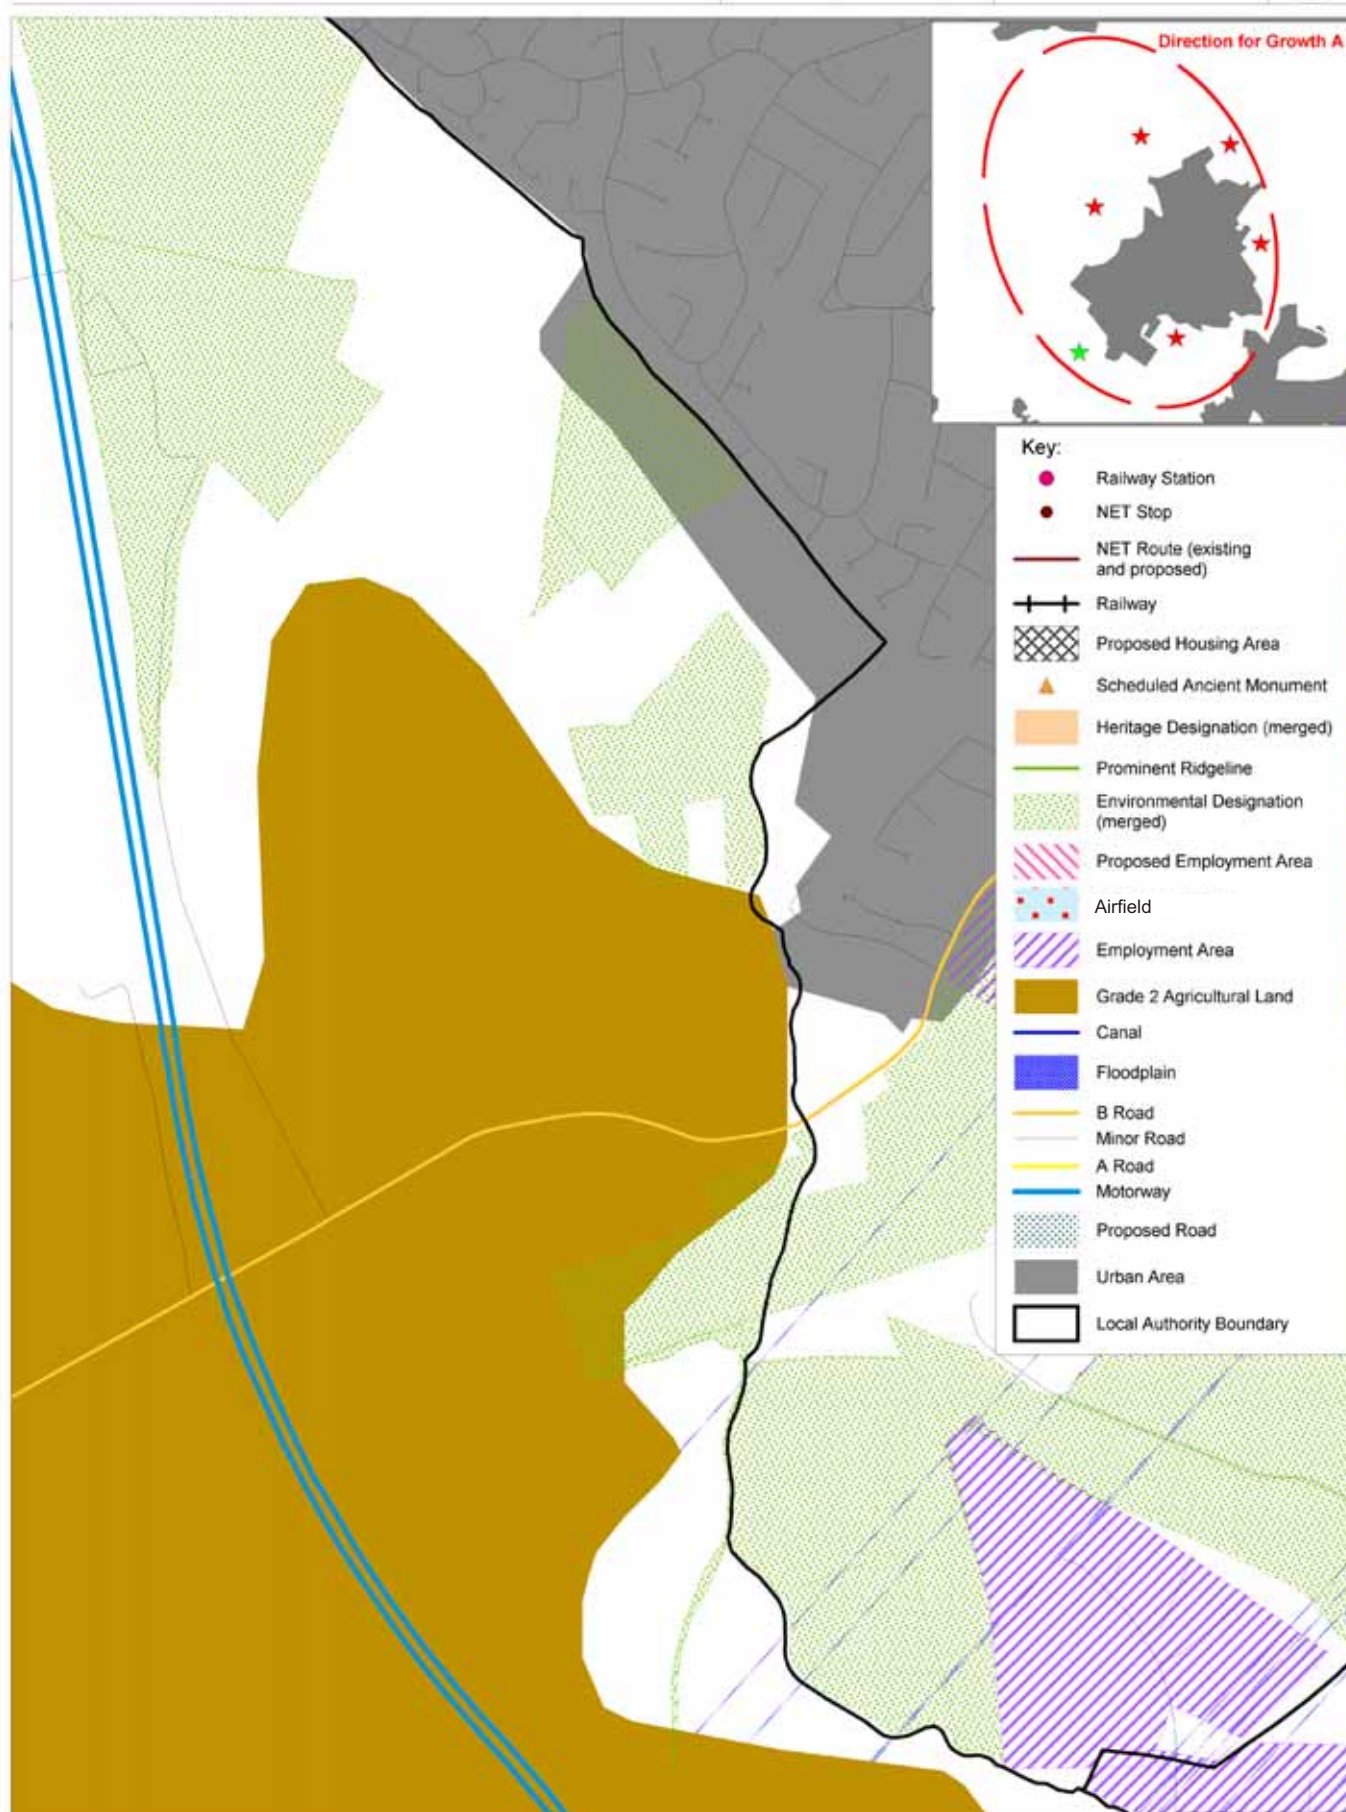 Direction for Growth A
Key:
Railway Station
NET Stop
NET Route (existing
and proposed)
Railway
Proposed Housing Area
Scheduled Ancient Monument
Heritage Designation (merged)
Prominent Ridgeline
Environmental Designation
(merged)
Proposed Employment Area
Airfield
Employment Area
Grade 2 Agricultural Land
Canal
Floodplain
B Road
Minor Road
A Road
Motorway
Proposed Road
Urban Area
Local Authority Boundary